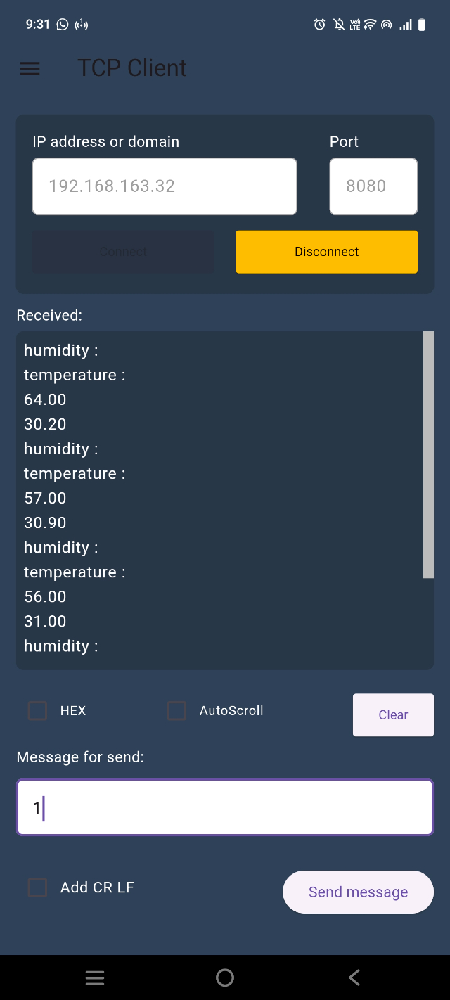 9:31
Vol) LTE
TCP Client
IP address or domain
Port
192.168.163.32
8080
Connect
Disconnect
Received:
humidity :
temperature :
64.00
30.20
humidity :
temperature :
57.00
30.90
humidity :
temperature :
56.00
31.00
humidity :
HEX
AutoScroll
Clear
Message for send:
1
Add CR LF
Send message